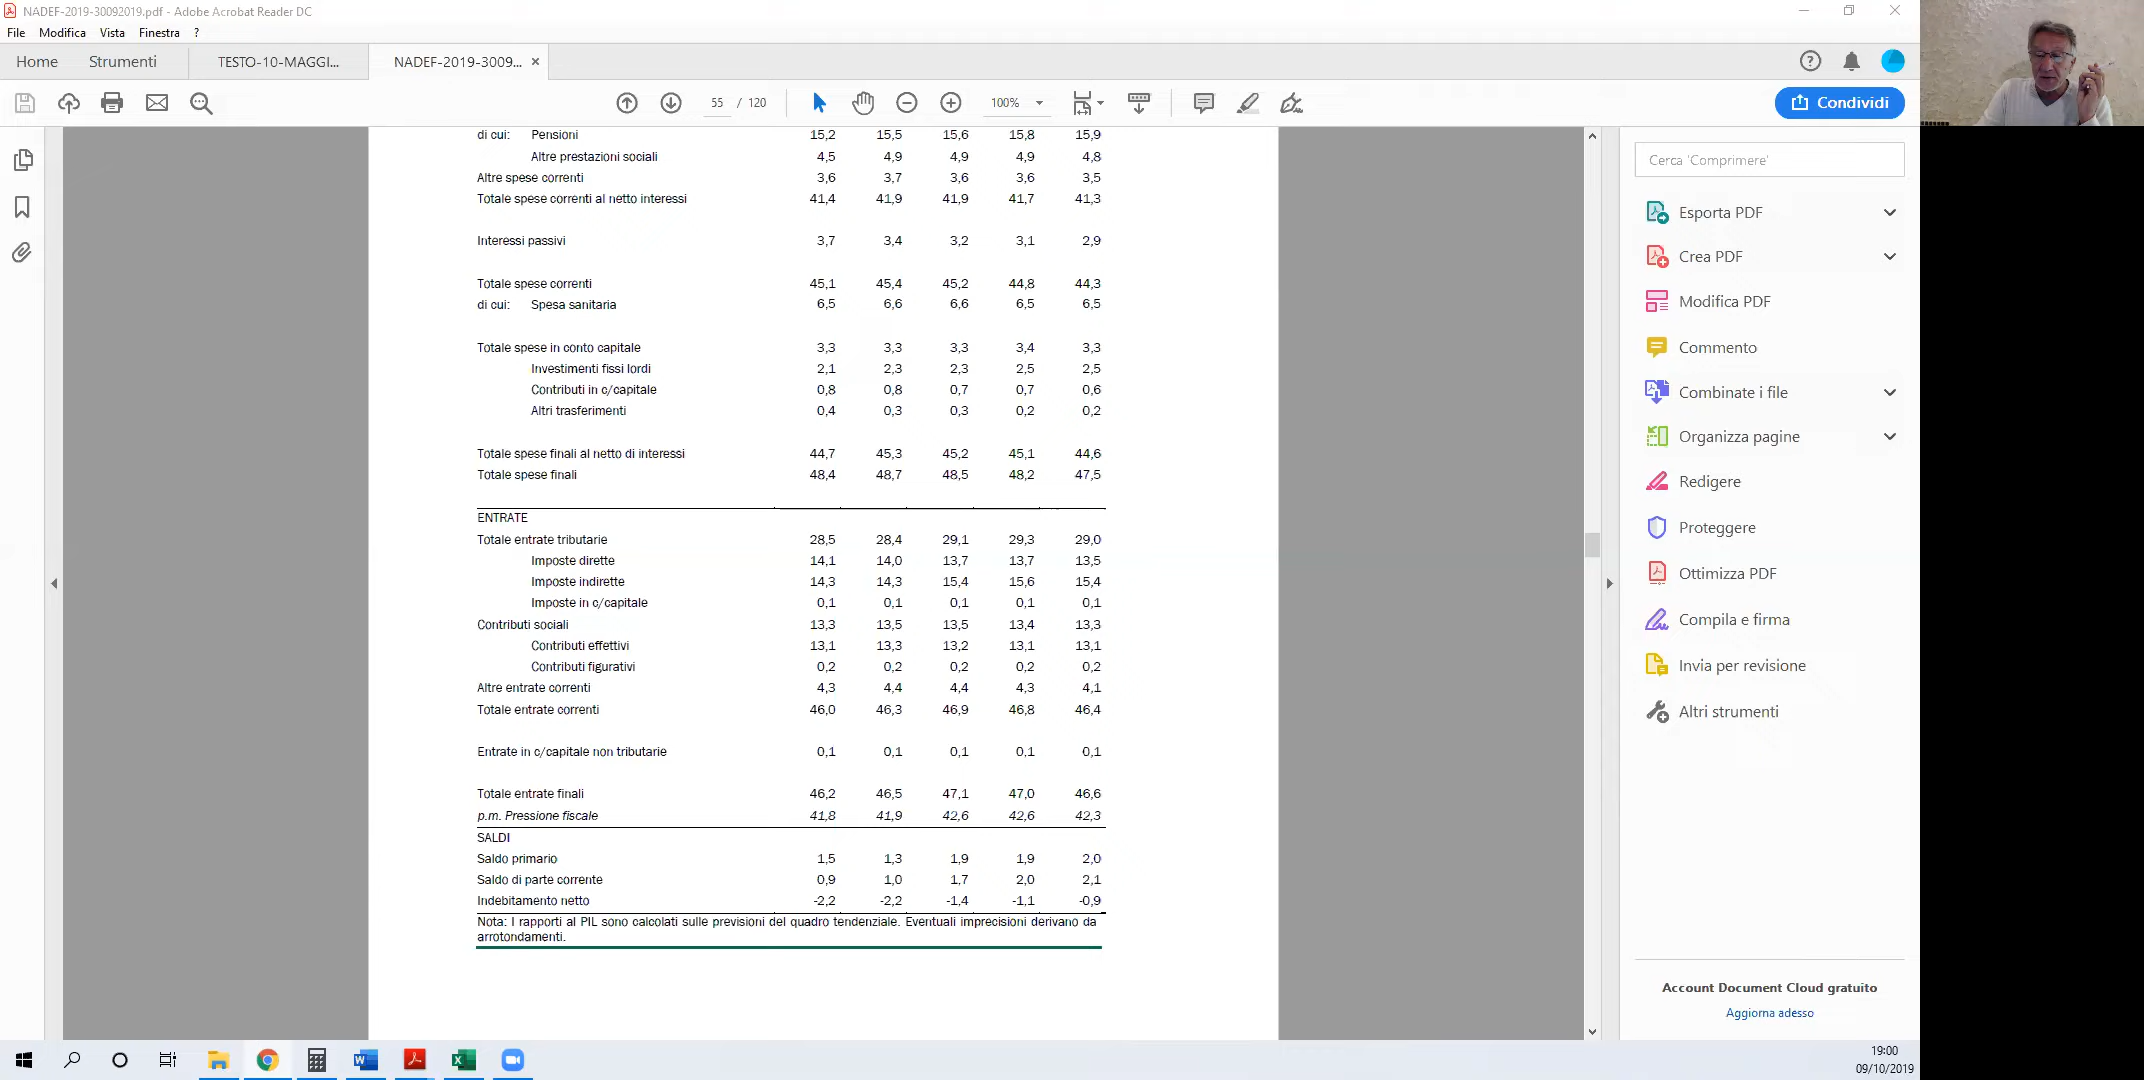 NADEF-2019-30092019.pdf - Adobe Acrobat Reader DC
File Modifica Vista Finestra ?
Home Strumenti TESTO-10-MAGGI... NADEF-2019-3009... ×
55 / 120 100% Condividi
di cui: Pensioni 15,2 15,5 15,6 15,8 15,9
Altre prestazioni sociali 4,5 4,9 4,9 4,9 4,8
Altre spese correnti 3,6 3,7 3,6 3,6 3,5
Totale spese correnti al netto interessi 41,4 41,9 41,9 41,7 41,3
Interessi passivi 3,7 3,4 3,2 3,1 2,9
Totale spese correnti 45,1 45,4 45,2 44,8 44,3
di cui: Spesa sanitaria 6,5 6,6 6,6 6,5 6,5
Totale spese in conto capitale 3,3 3,3 3,3 3,4 3,3
Investimenti fissi lordi 2,1 2,3 2,3 2,5 2,5
Contributi in c/capitale 0,8 0,8 0,7 0,7 0,6
Altri trasferimenti 0,4 0,3 0,3 0,2 0,2
Totale spese finali al netto di interessi 44,7 45,3 45,2 45,1 44,6
Totale spese finali 48,4 48,7 48,5 48,2 47,5
ENTRATE
Totale entrate tributarie 28,5 28,4 29,1 29,3 29,0
Imposte dirette 14,1 14,0 13,7 13,7 13,5
Imposte indirette 14,3 14,3 15,4 15,6 15,4
Imposte in c/capitale 0,1 0,1 0,1 0,1 0,1
Contributi sociali 13,3 13,5 13,5 13,4 13,3
Contributi effettivi 13,1 13,3 13,2 13,1 13,1
Contributi figurativi 0,2 0,2 0,2 0,2 0,2
Altre entrate correnti 4,3 4,4 4,4 4,3 4,1
Totale entrate correnti 46,0 46,3 46,9 46,8 46,4
Entrate in c/capitale non tributarie 0,1 0,1 0,1 0,1 0,1
Totale entrate finali 46,2 46,5 47,1 47,0 46,6
p.m. Pressione fiscale 41,8 41,9 42,6 42,6 42,3
SALDI
Saldo primario 1,5 1,3 1,9 1,9 2,0
Saldo di parte corrente 0,9 1,0 1,7 2,0 2,1
Indebitamento netto -2,2 -2,2 -1,4 -1,1 -0,9
Nota: I rapporti al PIL sono calcolati sulle previsioni del quadro tendenziale. Eventuali imprecisioni derivano da
arrotondamenti.
Cerca 'Comprimere'
Esporta PDF
Crea PDF
Modifica PDF
Commento
Combinate i file
Organizza pagine
Redigere
Proteggere
Ottimizza PDF
Compila e firma
Invia per revisione
Altri strumenti
Account Document Cloud gratuito
Aggiorna adesso
19:00
09/10/2019